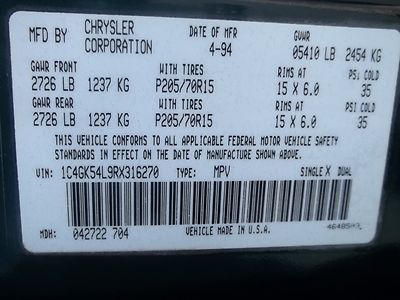 MFD BY CHRYSLER CORPORATION DATE OF MFR 4-94 GVWR 05410 LB 2454 KG
GAWR FRONT WITH TIRES RIMS AT PSI COLD
2726 LB 1237 KG P205/70R15 15 X 6.0 35
GAWR REAR WITH TIRES RIMS AT PSI COLD
2726 LB 1237 KG P205/70R15 15 X 6.0 35
THIS VEHICLE CONFORMS TO ALL APPLICABLE FEDERAL MOTOR VEHICLE SAFETY
STANDARDS IN EFFECT ON THE DATE OF MANUFACTURE SHOWN ABOVE.
VIN: 1C4GK54L9RX316270 TYPE: MPV SINGLE X DUAL
MDH: 042722 704 VEHICLE MADE IN U.S.A.